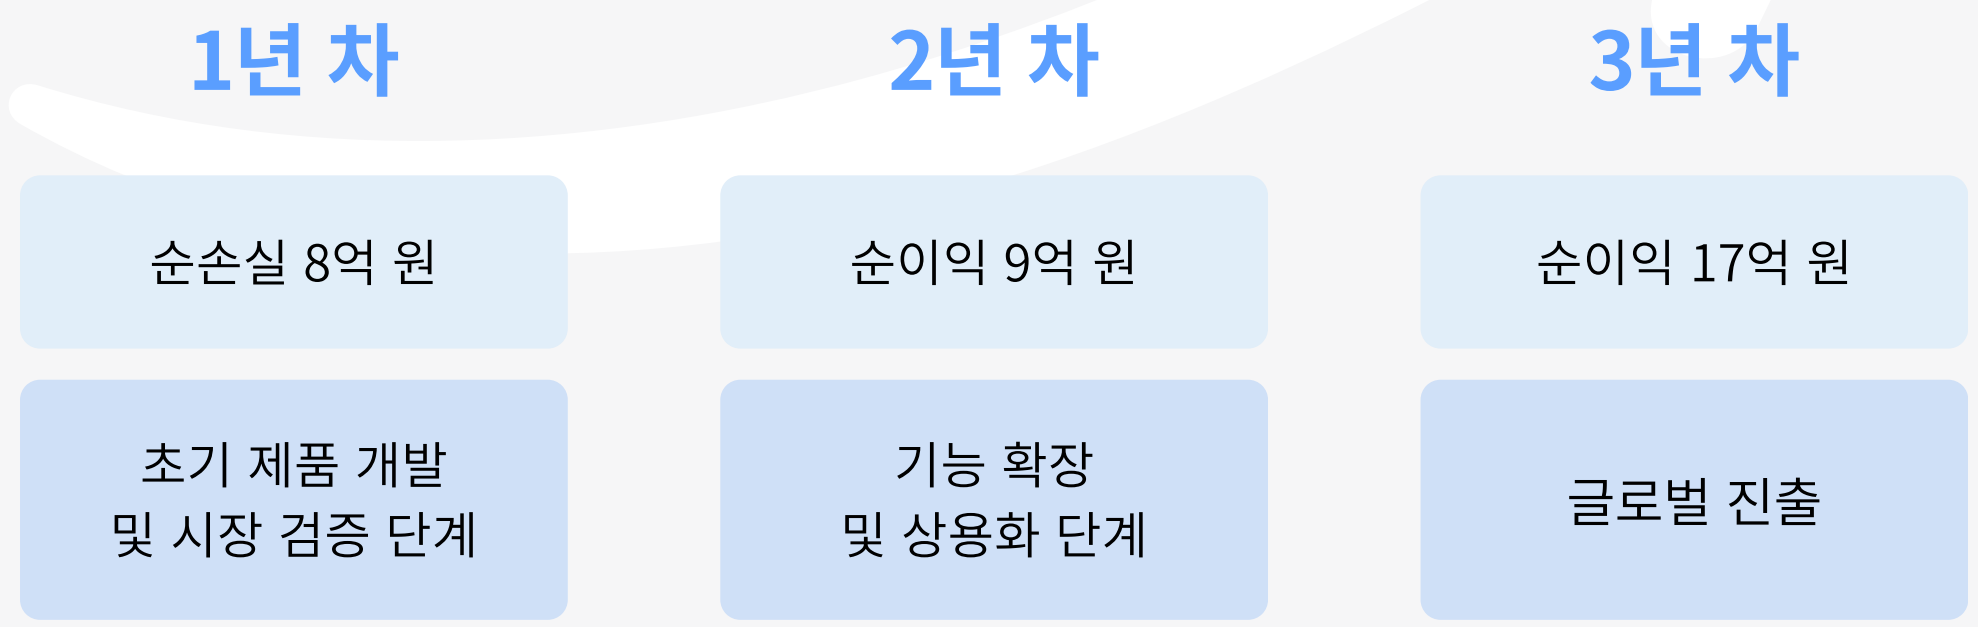 1년 차
2년 차
3년 차
순손실 8억 원
순이익 9억 원
순이익 17억 원
초기 제품 개발
및 시장 검증 단계
기능 확장
및 상용화 단계
글로벌 진출